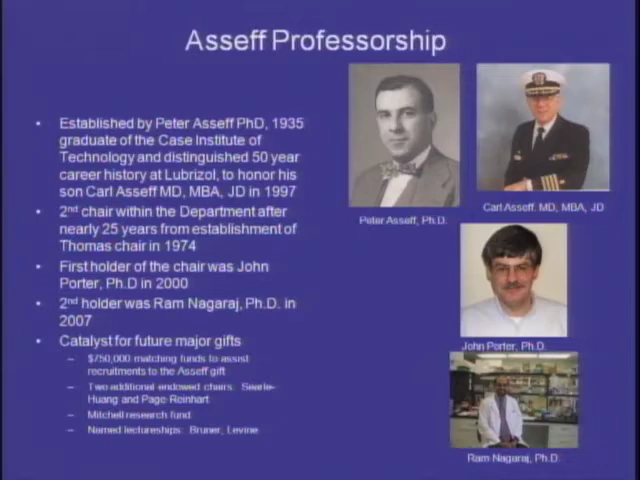 Asseff Professorship
• Established by Peter Asseff PhD, 1935
graduate of the Case Institute of
Technology and distinguished 50 year
career history at Lubrizol, to honor his
son Carl Asseff MD, MBA, JD in 1997
• 2nd chair within the Department after
nearly 25 years from establishment of
Thomas chair in 1974
• First holder of the chair was John
Porter, Ph.D in 2000
• 2nd holder was Ram Nagaraj, Ph.D. in
2007
• Catalyst for future major gifts
– $750,000 matching funds to assist
recruitments to the Asseff gift
– Two additional endowed chairs: Searle-
Huang and Page-Reinhart
– Mitchell research fund
– Named lectureships: Bruner, Levine
Peter Asseff, Ph.D.
Carl Asseff. MD, MBA, JD
John Porter, Ph.D.
Ram Nagaraj, Ph.D.